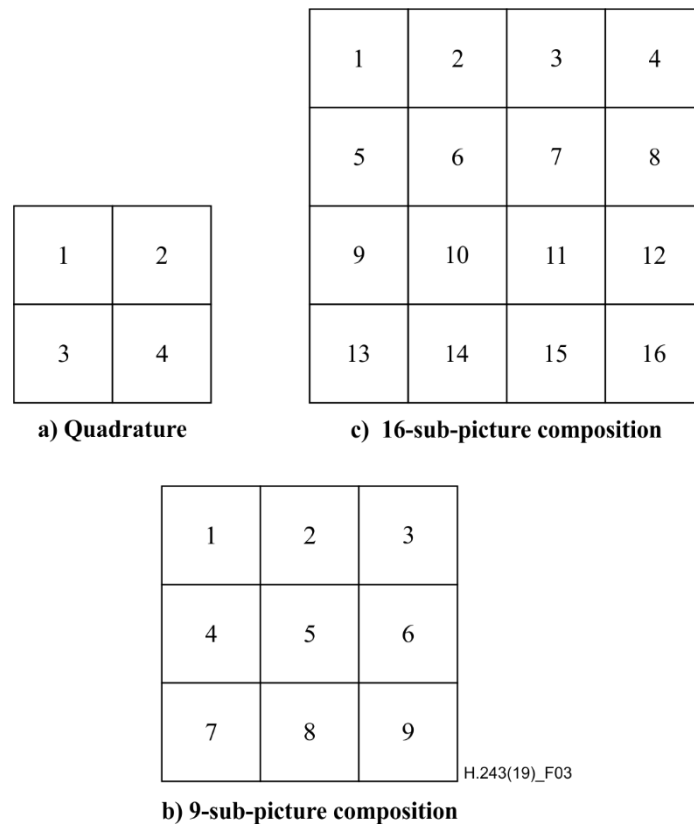 1 2 3 4
5 6 7 8
1 2
9 10 11 12
3 4
13 14 15 16
a) Quadrature
c) 16-sub-picture composition
1 2 3
4 5 6
7 8 9
H.243(19)_F03
b) 9-sub-picture composition